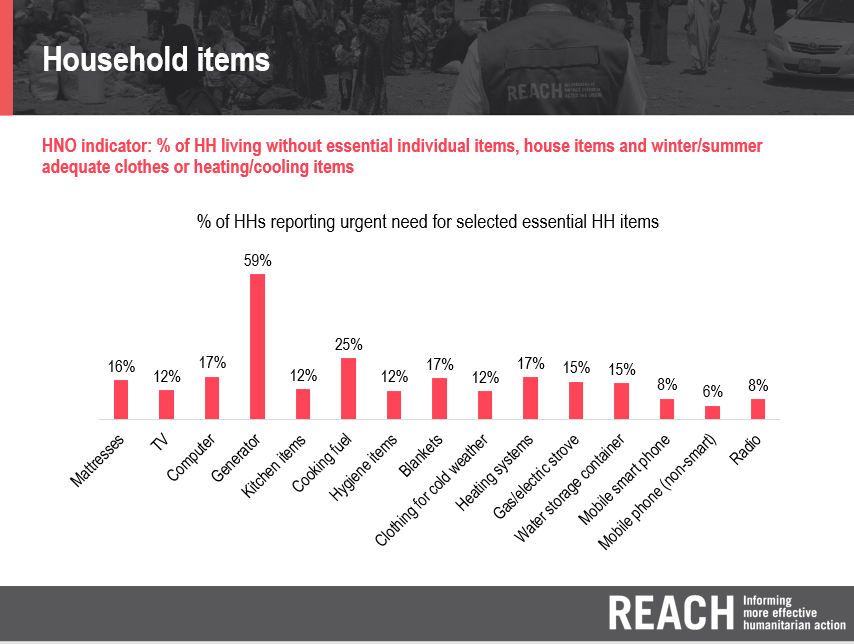 Household items
REACH
HNO indicator: % of HH living without essential individual items, house items and winter/summer
adequate clothes or heating/cooling items
% of HHs reporting urgent need for selected essential HH items
59%
25%
16%
12%
17%
12%
12%
17%
12%
17%
15%
15%
8%
6%
8%
Mattresses
TV
Computer
Generator
Kitchen items
Cooking fuel
Hygiene items
Blankets
Clothing for cold weather
Heating systems
Gas/electric strove
Water storage container
Mobile smart phone
Mobile phone (non-smart)
Radio
REACH
Informing
more effective
humanitarian action